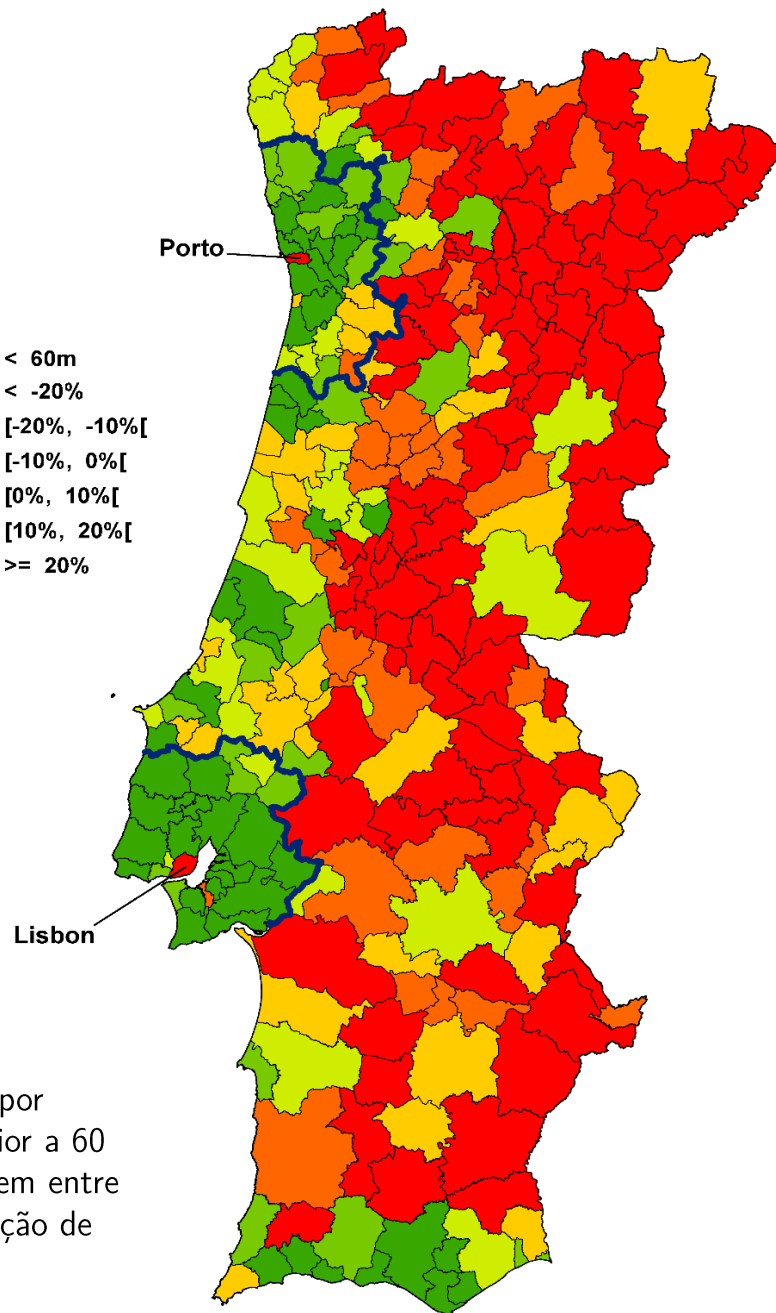 Porto
< 60m
< -20%
[-20%, -10%[
[-10%, 0%[
[0%, 10%[
[10%, 20%[
>= 20%
Lisbon
por
ior a 60
em entre
ção de